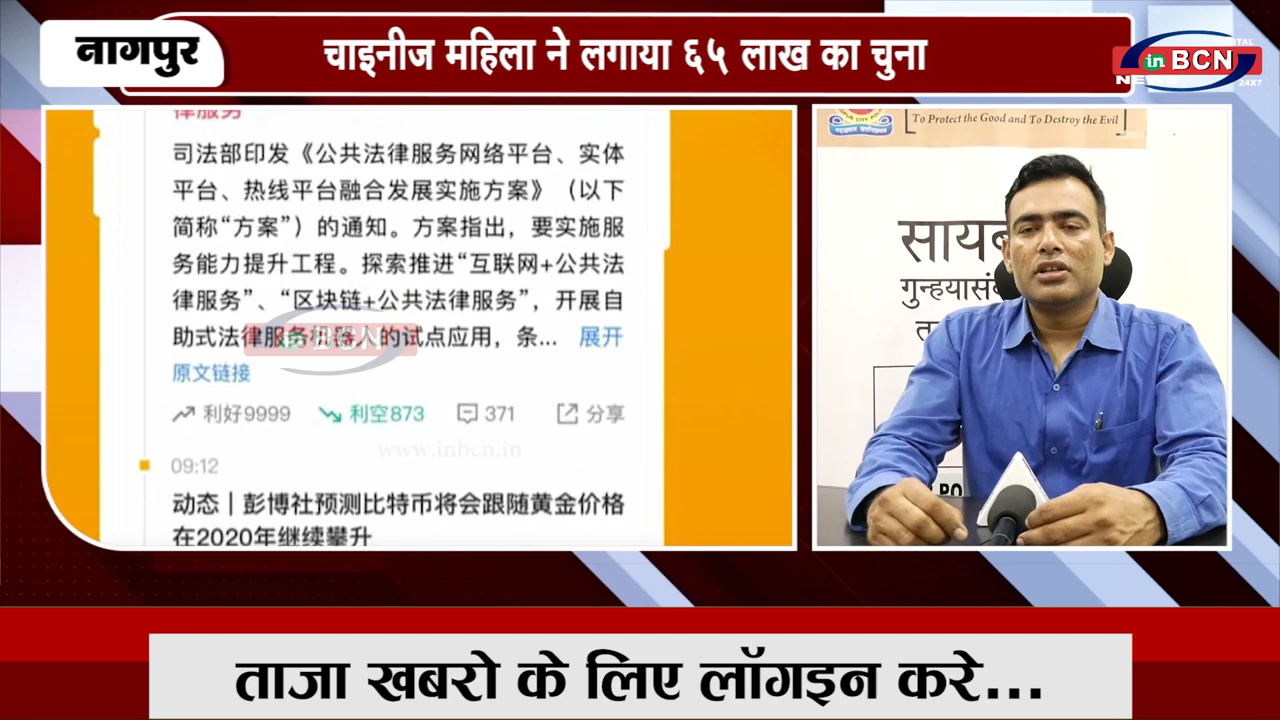 नागपुर
चाइनीज महिला ने लगाया ६५ लाख का चुना
in BCN
24X7
律服务
司法部印发《公共法律服务网络平台、实体
平台、热线平台融合发展实施方案》（以下
简称“方案”）的通知。方案指出，要实施服
务能力提升工程。探索推进“互联网+公共法
律服务”、“区块链+公共法律服务”，开展自
助式法律服务机器人的试点应用，条... 展开
原文链接
利好9999 利空873 371 分享
www.inbcn.in
09:12
动态｜彭博社预测比特币将会跟随黄金价格
在2020年继续攀升
in BCN
To Protect the Good and To Destroy the Evil
ताजा खबरो के लिए लॉगइन करे...